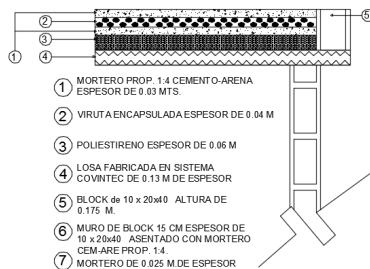 2
5
1
3
4
1 MORTERO PROP. 1:4 CEMENTO-ARENA
ESPESOR DE 0.03 MTS.
2 VIRUTA ENCAPSULADA ESPESOR DE 0.04 M
3 POLIESTIRENO ESPESOR DE 0.06 M
4 LOSA FABRICADA EN SISTEMA
COVINTEC DE 0.13 M DE ESPESOR
5 BLOCK de 10 x 20x40 ALTURA DE
0.175 M.
6 MURO DE BLOCK 15 CM ESPESOR DE
10 x 20x40 ASENTADO CON MORTERO
CEM-ARE PROP. 1:4.
7 MORTERO DE 0.025 M.DE ESPESOR